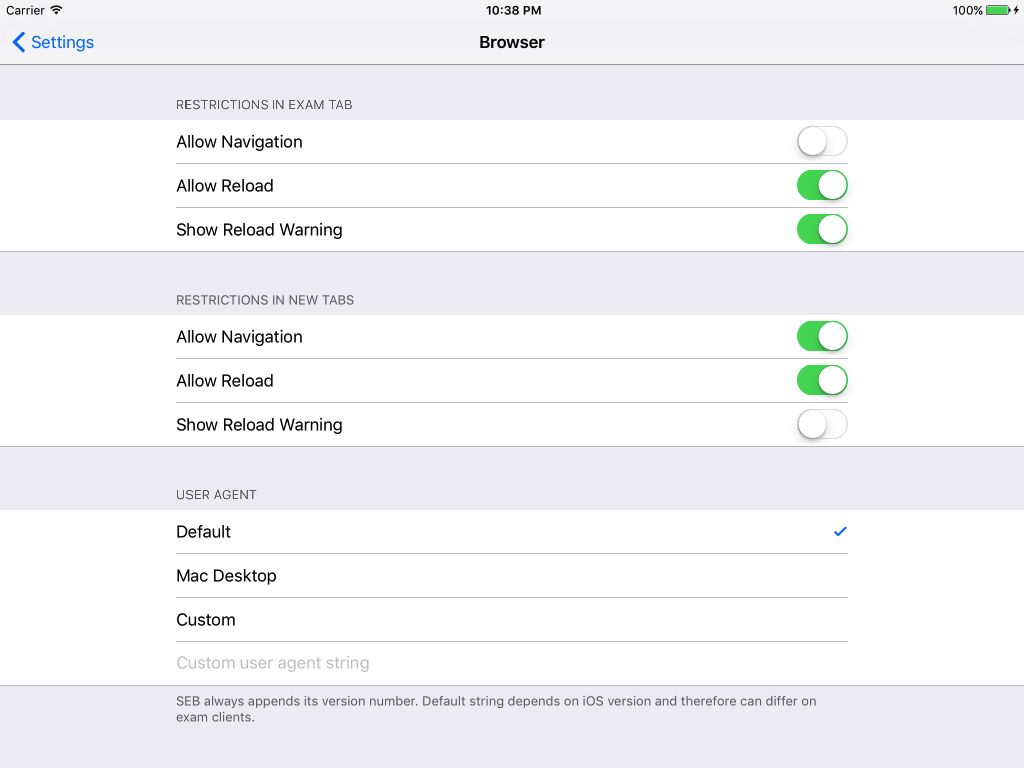 Carrier
10:38 PM
100%
Settings
Browser
RESTRICTIONS IN EXAM TAB
Allow Navigation
Allow Reload
Show Reload Warning
RESTRICTIONS IN NEW TABS
Allow Navigation
Allow Reload
Show Reload Warning
USER AGENT
Default
Mac Desktop
Custom
Custom user agent string
SEB always appends its version number. Default string depends on iOS version and therefore can differ on
exam clients.